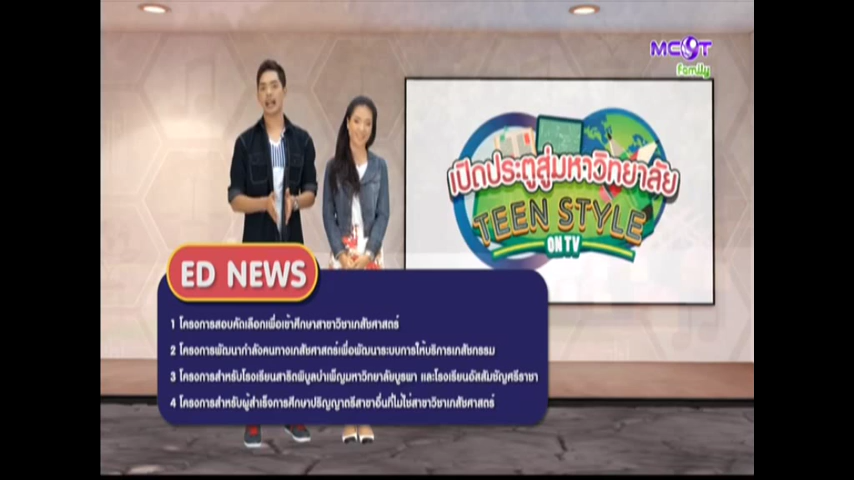 MCOT
family
เปิดประตูสู่มหาวิทยาลัย
TEEN STYLE
ON TV
ED NEWS
1 โครงการสอบคัดเลือกเพื่อเข้าศึกษาสาขาวิชาเภสัชศาสตร์
2 โครงการพัฒนากำลังคนทางเภสัชศาสตร์เพื่อพัฒนาระบบการให้บริการเภสัชกรรม
3 โครงการสำหรับโรงเรียนสาธิตพิบูลบำเพ็ญมหาวิทยาลัยบูรพา และโรงเรียนอัสสัมชัญศรีราชา
4 โครงการสำหรับผู้สำเร็จการศึกษาปริญญาตรีสาขาอื่นที่ไม่ใช่สาขาวิชาเภสัชศาสตร์